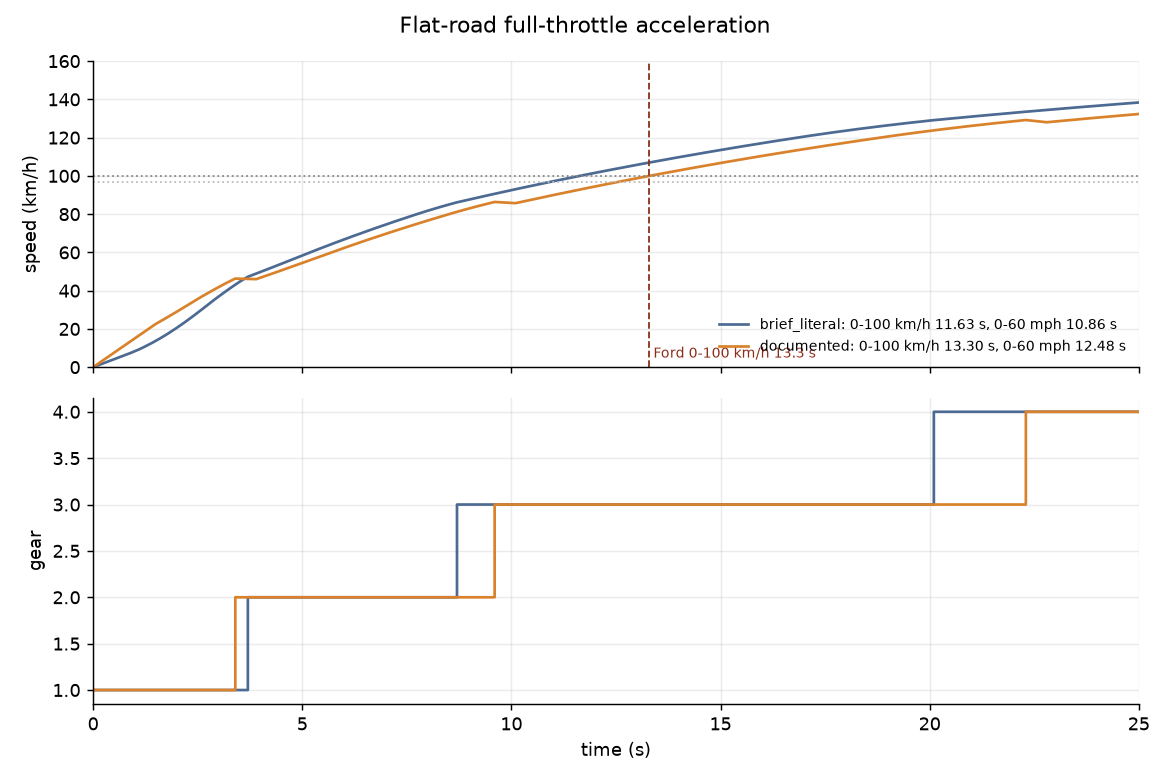 Flat-road full-throttle acceleration
160
140
120
100
80
60
40
20
0
speed (km/h)
brief_literal: 0-100 km/h 11.63 s, 0-60 mph 10.86 s
documented: 0-100 km/h 13.30 s, 0-60 mph 12.48 s
Ford 0-100 km/h 13.3 s
4.0
3.5
3.0
2.5
2.0
1.5
1.0
gear
0 5 10 15 20 25
time (s)